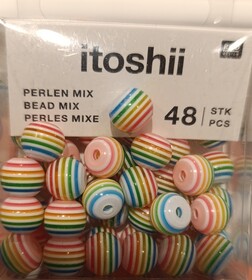 itoshii
PERLEN MIX
BEAD MIX
PERLES MIXE
48 STK
PCS